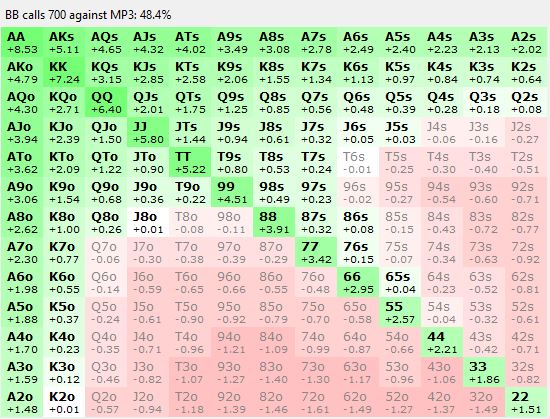 BB calls 700 against MP3: 48.4%
AA AKs AQs AJs ATs A9s A8s A7s A6s A5s A4s A3s A2s
+8.53 +5.11 +4.65 +4.32 +4.02 +3.49 +3.08 +2.78 +2.49 +2.40 +2.23 +2.13 +2.02
AKo KK KQs KJs KTs K9s K8s K7s K6s K5s K4s K3s K2s
+4.79 +7.24 +3.15 +2.85 +2.58 +2.06 +1.55 +1.34 +1.13 +0.97 +0.84 +0.74 +0.64
AQo KQo QQ QJs QTs Q9s Q8s Q7s Q6s Q5s Q4s Q3s Q2s
+4.30 +2.71 +6.40 +2.01 +1.75 +1.25 +0.85 +0.56 +0.48 +0.39 +0.28 +0.18 +0.08
AJo KJo QJo JJ JTs J9s J8s J7s J6s J5s J4s J3s J2s
+3.94 +2.39 +1.50 +5.80 +1.44 +0.94 +0.61 +0.32 +0.05 +0.03 -0.06 -0.16 -0.27
ATo KTo QTo JTo TT T9s T8s T7s T6s T5s T4s T3s T2s
+3.62 +2.09 +1.22 +0.90 +5.22 +0.80 +0.53 +0.24 -0.01 -0.25 -0.30 -0.40 -0.51
A9o K9o Q9o J9o T9o 99 98s 97s 96s 95s 94s 93s 92s
+3.06 +1.54 +0.68 +0.36 +0.22 +4.51 +0.49 +0.23 -0.02 -0.27 -0.54 -0.60 -0.71
A8o K8o Q8o J8o T8o 98o 88 87s 86s 85s 84s 83s 82s
+2.62 +1.00 +0.26 +0.01 -0.08 -0.11 +3.91 +0.32 +0.08 -0.15 -0.43 -0.72 -0.77
A7o K7o Q7o J7o T7o 97o 87o 77 76s 75s 74s 73s 72s
+2.30 +0.77 -0.06 -0.30 -0.38 -0.39 -0.29 +3.42 +0.15 -0.07 -0.34 -0.63 -0.92
A6o K6o Q6o J6o T6o 96o 86o 76o 66 65s 64s 63s 62s
+1.98 +0.55 -0.14 -0.59 -0.65 -0.66 -0.55 -0.48 +2.95 +0.04 -0.23 -0.52 -0.81
A5o K5o Q5o J5o T5o 95o 85o 75o 65o 55 54s 53s 52s
+1.88 +0.37 -0.24 -0.61 -0.90 -0.92 -0.79 -0.70 -0.58 +2.57 -0.04 -0.32 -0.61
A4o K4o Q4o J4o T4o 94o 84o 74o 64o 54o 44 43s 42s
+1.70 +0.23 -0.35 -0.71 -0.96 -1.21 -1.09 -0.99 -0.87 -0.66 +2.21 -0.42 -0.71
A3o K3o Q3o J3o T3o 93o 83o 73o 63o 53o 43o 33 32s
+1.59 +0.12 -0.46 -0.82 -1.07 -1.27 -1.40 -1.30 -1.17 -0.96 -1.06 +1.86 -0.82
A2o K2o Q2o J2o T2o 92o 82o 72o 62o 52o 42o 32o 22
+1.48 +0.01 -0.57 -0.94 -1.18 -1.39 -1.46 -1.61 -1.49 -1.27 -1.37 -1.49 +1.51